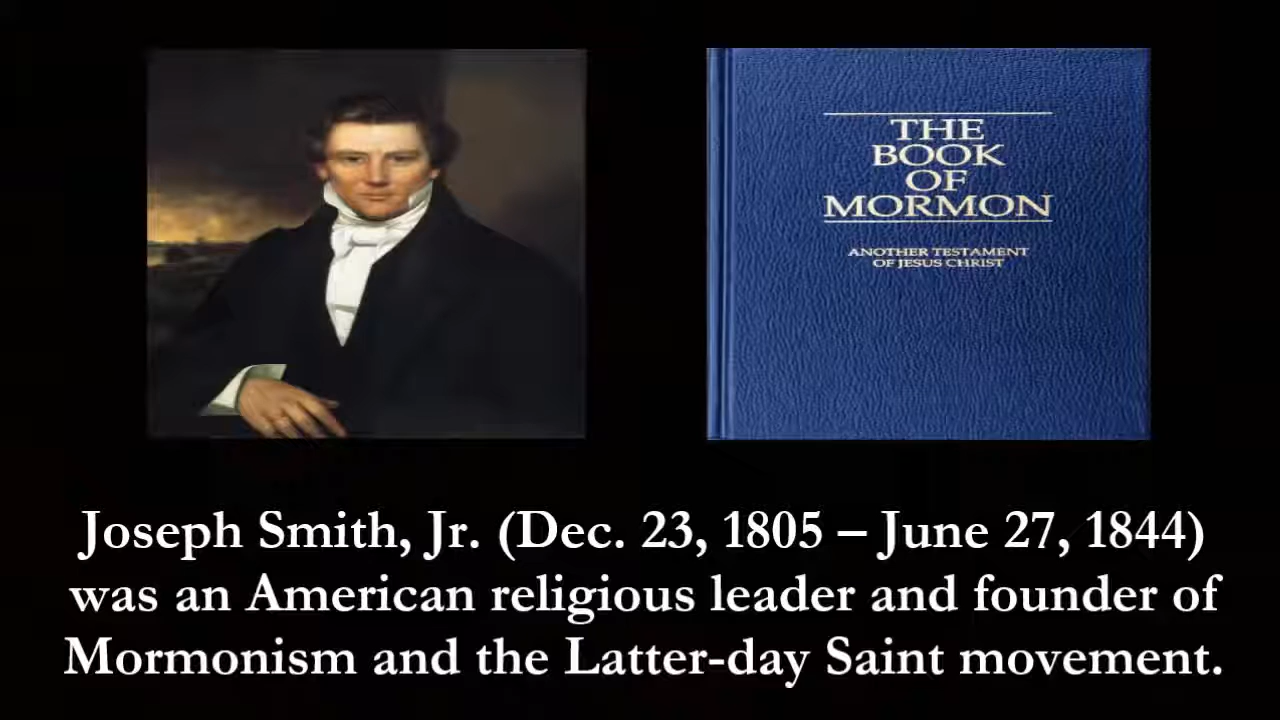 THE
BOOK
OF
MORMON
ANOTHER TESTAMENT
OF JESUS CHRIST
Joseph Smith, Jr. (Dec. 23, 1805 – June 27, 1844)
was an American religious leader and founder of
Mormonism and the Latter-day Saint movement.